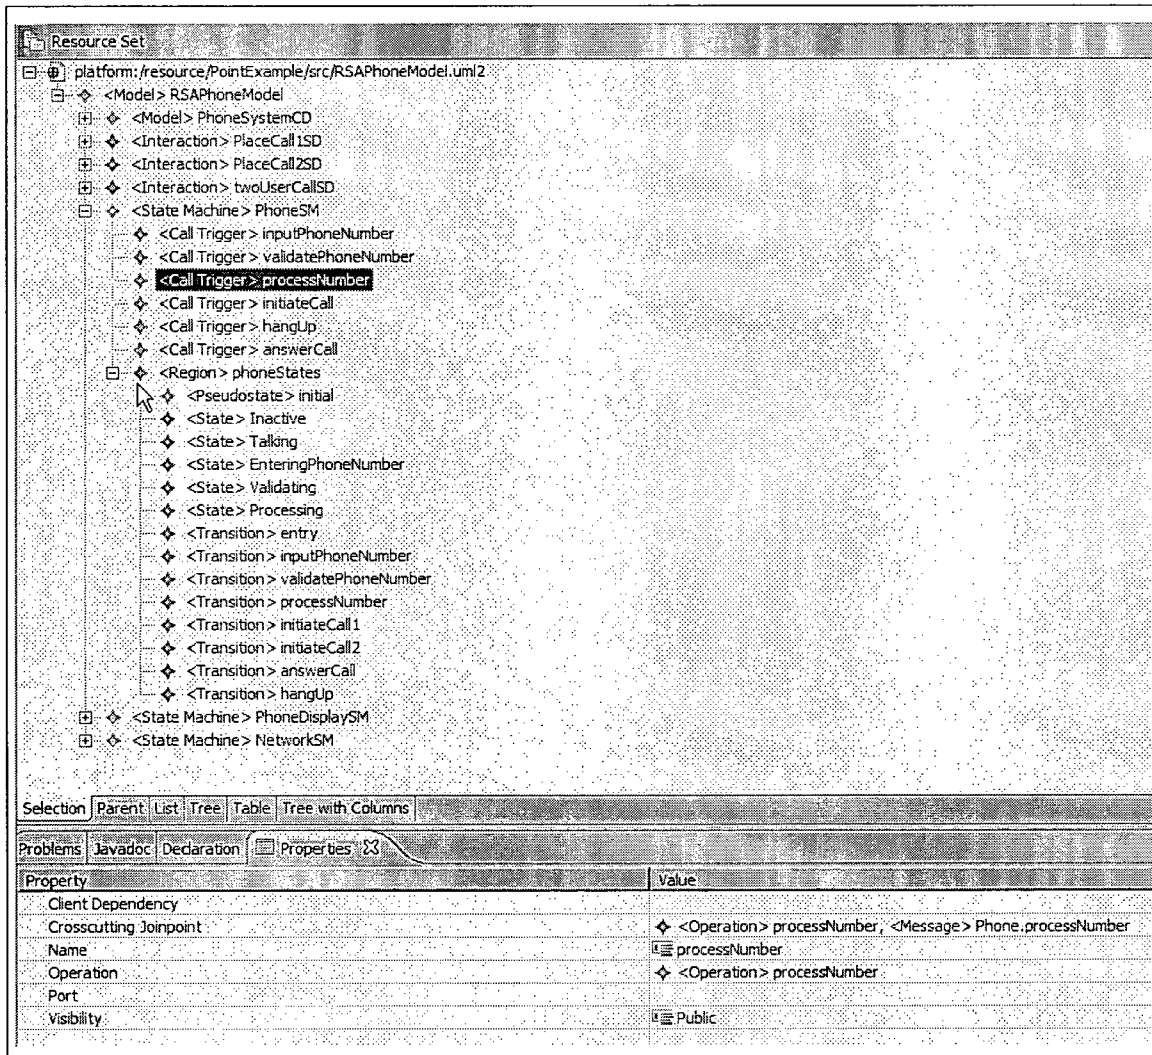 Resource Set
platform:/resource/PointExample/src/RSAPhoneModel.uml2
<Model> RSAPhoneModel
<Model> PhoneSystemCD
<Interaction> PlaceCall1SD
<Interaction> PlaceCall2SD
<Interaction> twoUserCallSD
<State Machine> PhoneSM
<Call Trigger> inputPhoneNumber
<Call Trigger> validatePhoneNumber
<Call Trigger> processNumber
<Call Trigger> initiateCall
<Call Trigger> hangUp
<Call Trigger> answerCall
<Region> phoneStates
<Pseudostate> initial
<State> Inactive
<State> Talking
<State> EnteringPhoneNumber
<State> Validating
<State> Processing
<Transition> entry
<Transition> inputPhoneNumber
<Transition> validatePhoneNumber
<Transition> processNumber
<Transition> initiateCall1
<Transition> initiateCall2
<Transition> answerCall
<Transition> hangUp
<State Machine> PhoneDisplaySM
<State Machine> NetworkSM
Selection Parent List Tree Table Tree with Columns
Problems Javadoc Declaration Properties
Property Value
Client Dependency
Crosscutting Joinpoint <Operation> processNumber, <Message> Phone.processNumber
Name processNumber
Operation <Operation> processNumber
Port
Visibility Public